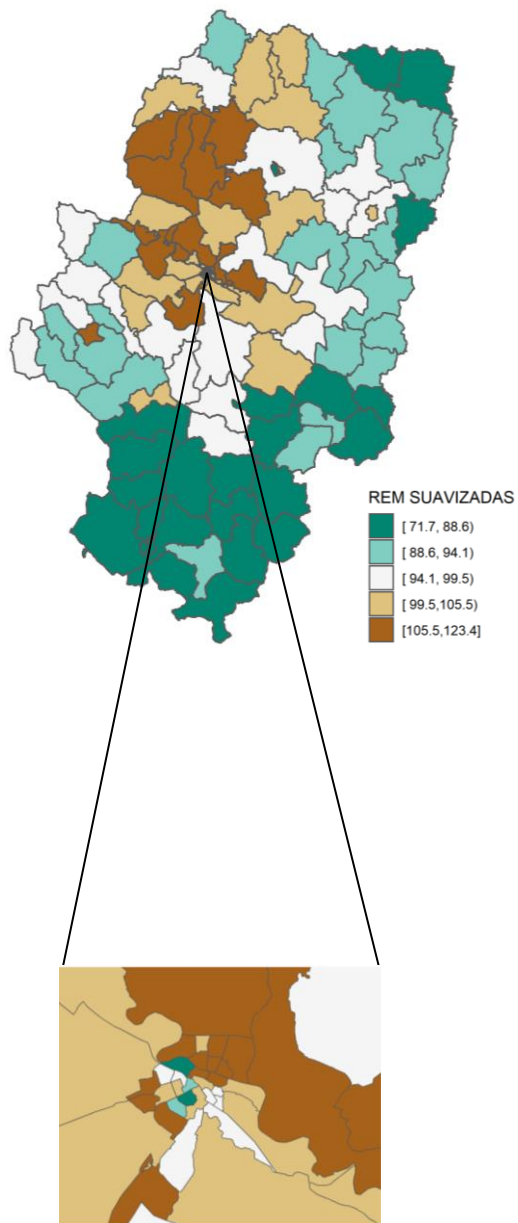 REM SUAVIZADAS
[ 71.7, 88.6)
[ 88.6, 94.1)
[ 94.1, 99.5)
[ 99.5,105.5)
[105.5,123.4]